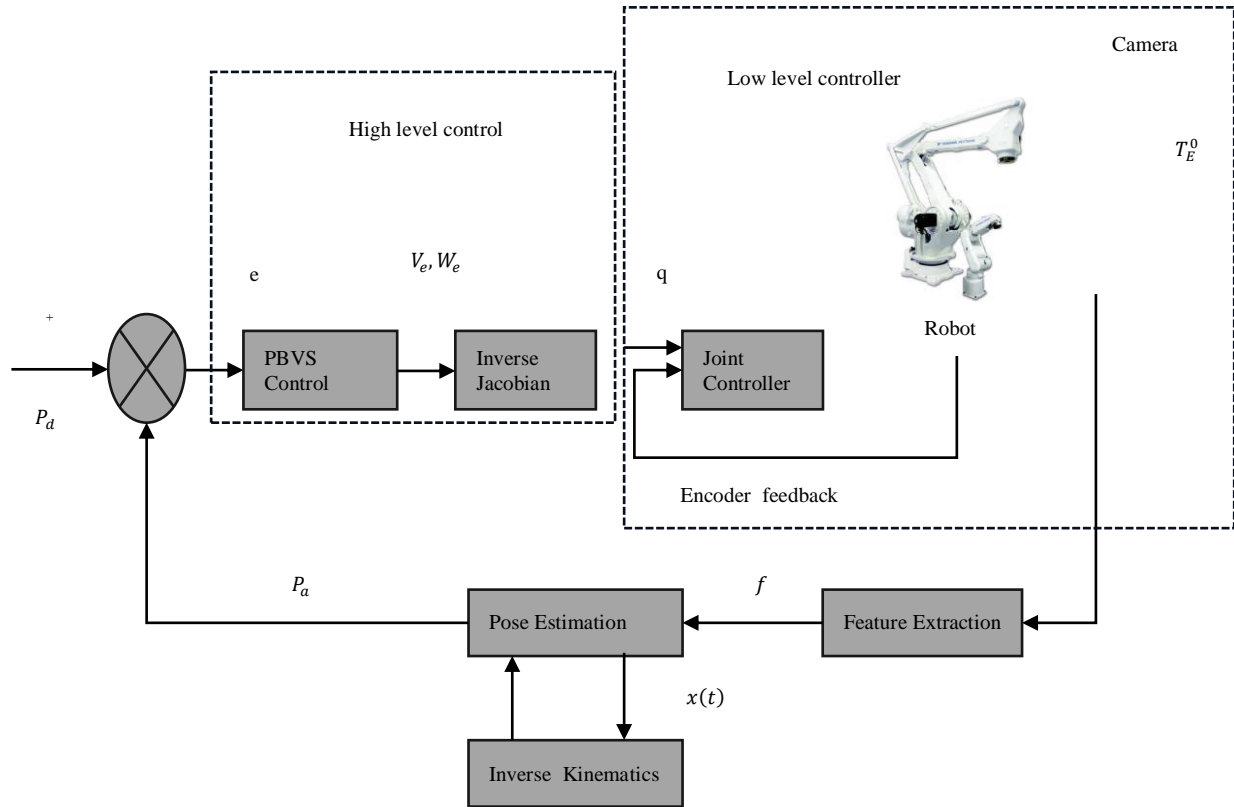 Camera
Low level controller
High level control
T_E^0
e
V_e, W_e
q
+
Robot
PBVS
Control
Inverse
Jacobian
Joint
Controller
P_d
Encoder feedback
P_a
f
Pose Estimation
Feature Extraction
x(t)
Inverse Kinematics